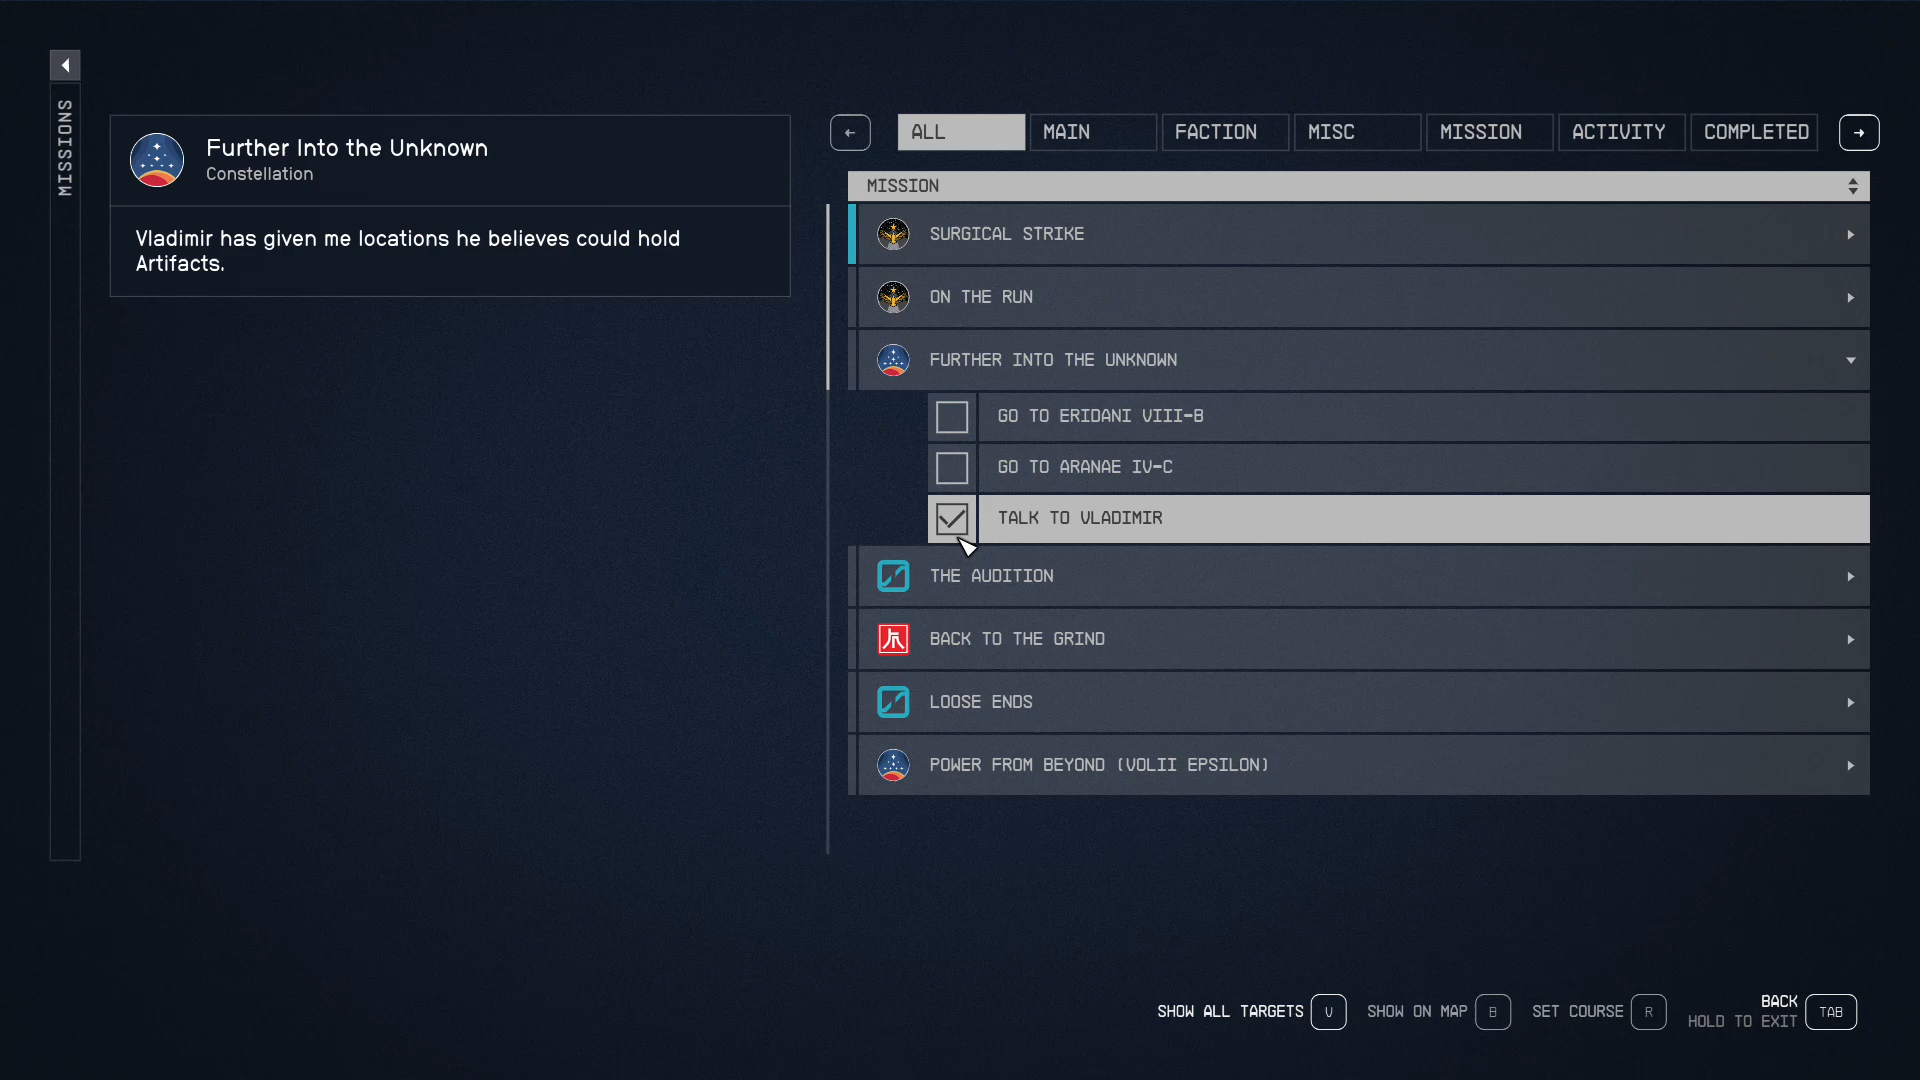 MISSIONS
Further Into the Unknown
Constellation
Vladimir has given me locations he believes could hold
Artifacts.
ALL
MAIN
FACTION
MISC
MISSION
ACTIVITY
COMPLETED
MISSION
SURGICAL STRIKE
ON THE RUN
FURTHER INTO THE UNKNOWN
GO TO ERIDANI VIII-B
GO TO ARANAE IV-C
TALK TO VLADIMIR
THE AUDITION
BACK TO THE GRIND
LOOSE ENDS
POWER FROM BEYOND (VOLII EPSILON)
SHOW ALL TARGETS V
SHOW ON MAP B
SET COURSE R
BACK
HOLD TO EXIT
TAB